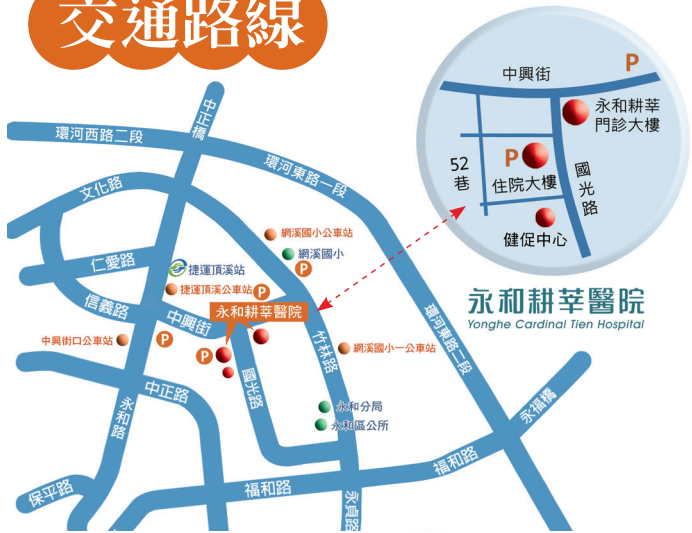 交通路線
中正橋
環河西路二段
環河東路一段
文化路
網溪國小公車站
仁愛路
網溪國小
P
捷運頂溪站
捷運頂溪公車站
P
信義路
中興街
永和耕莘醫院
環河東路二段
中興街口公車站
P
P
竹林路
網溪國小一公車站
國光路
中正路
永和路
永和分局
永和區公所
永福橋
福和路
福和路
保平路
永貞路
中興街
P
永和耕莘
門診大樓
52
巷
P
住院大樓
國光路
健促中心
永和耕莘醫院
Yonghe Cardinal Tien Hospital